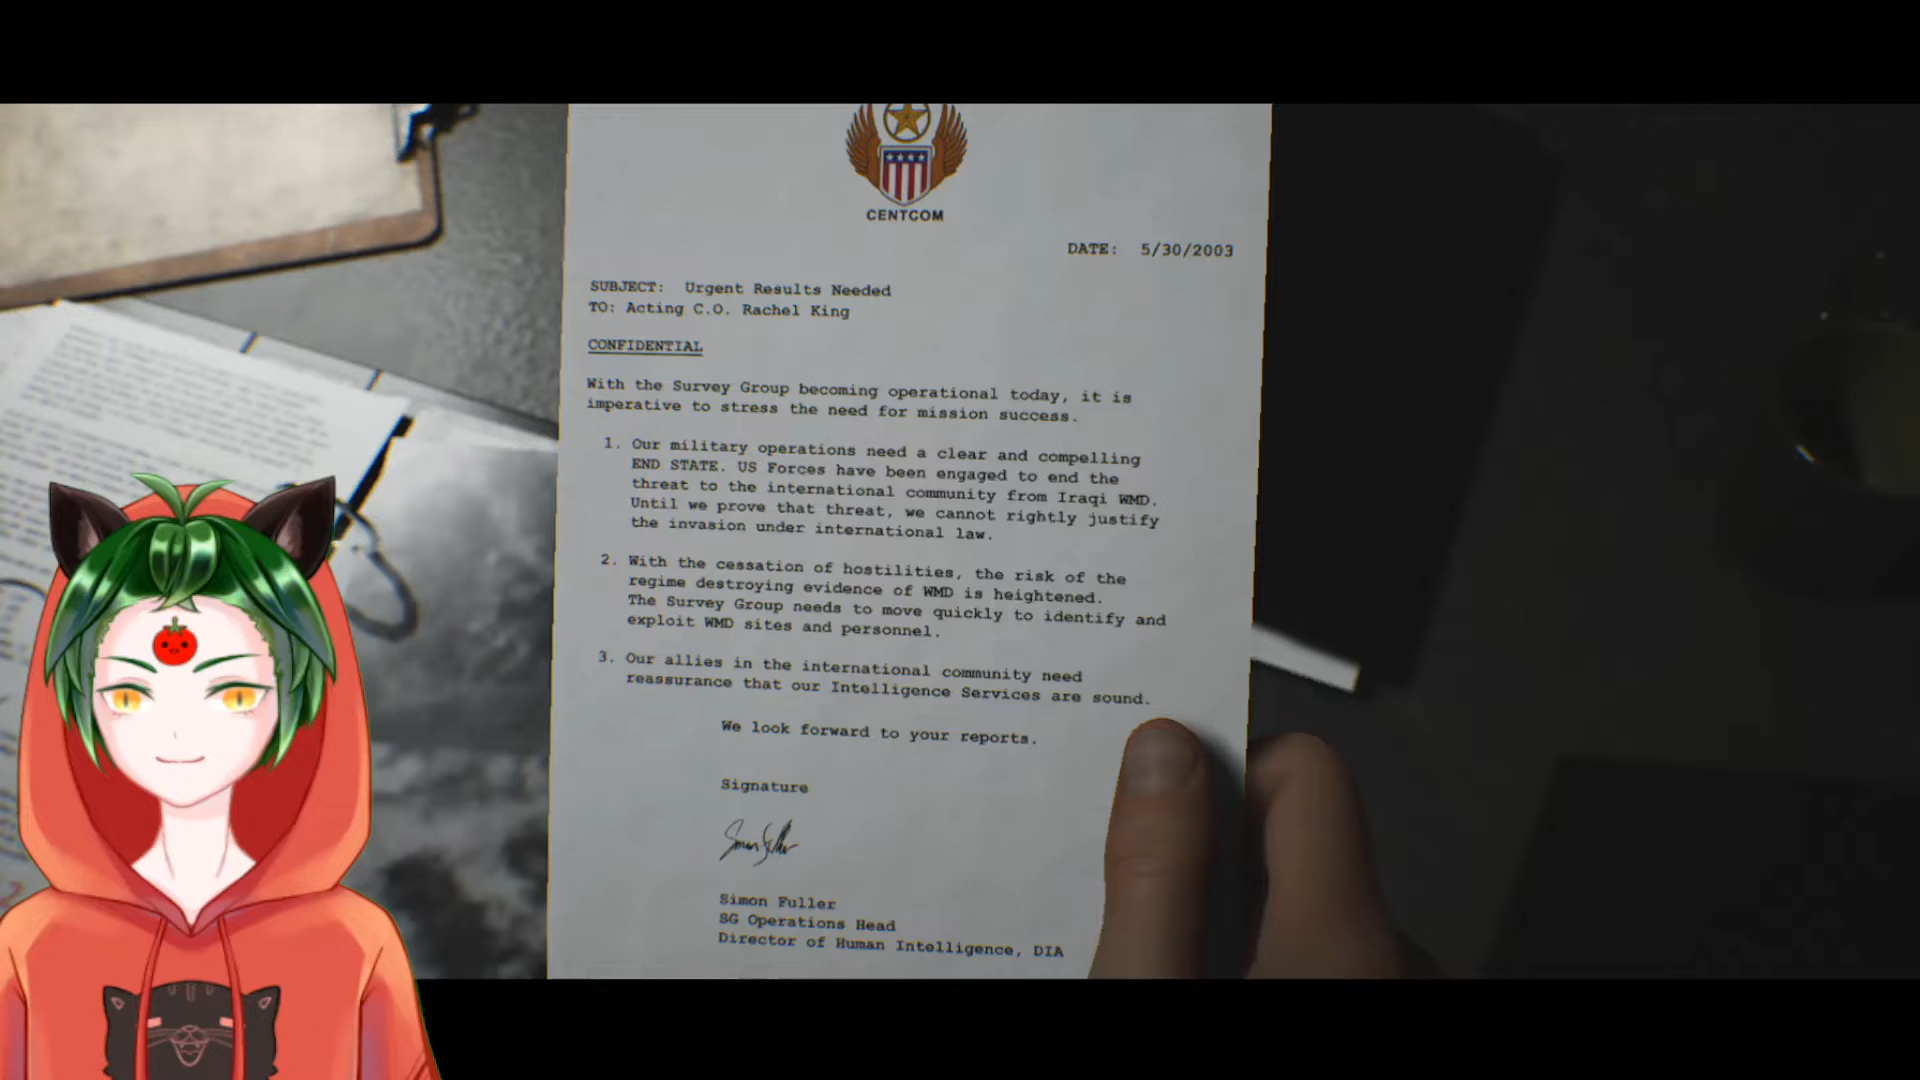 CENTCOM
DATE: 5/30/2003
SUBJECT: Urgent Results Needed
TO: Acting C.O. Rachel King
CONFIDENTIAL
With the Survey Group becoming operational today, it is
imperative to stress the need for mission success.
1. Our military operations need a clear and compelling
END STATE. US Forces have been engaged to end the
threat to the international community from Iraqi WMD.
Until we prove that threat, we cannot rightly justify
the invasion under international law.
2. With the cessation of hostilities, the risk of the
regime destroying evidence of WMD is heightened.
The Survey Group needs to move quickly to identify and
exploit WMD sites and personnel.
3. Our allies in the international community need
reassurance that our Intelligence Services are sound.
We look forward to your reports.
Signature
Simon Fuller
SG Operations Head
Director of Human Intelligence, DIA